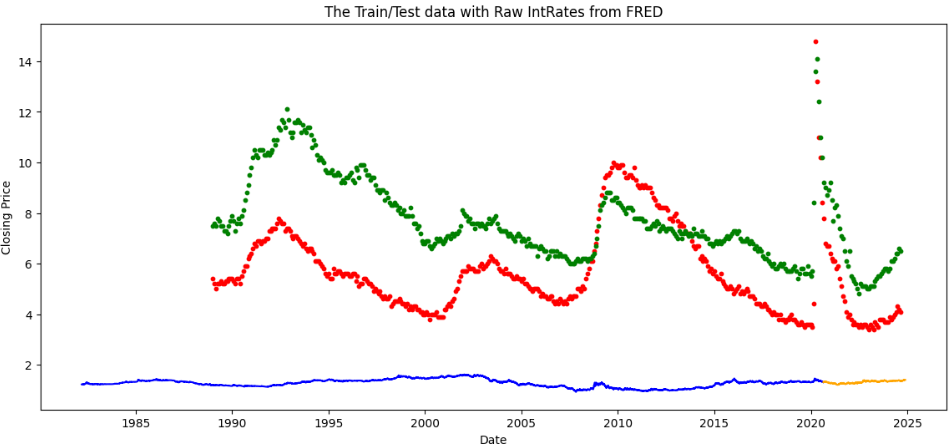 The Train/Test data with Raw IntRates from FRED
14
12
10
8
6
4
2
Closing Price
1985 1990 1995 2000 2005 2010 2015 2020 2025
Date